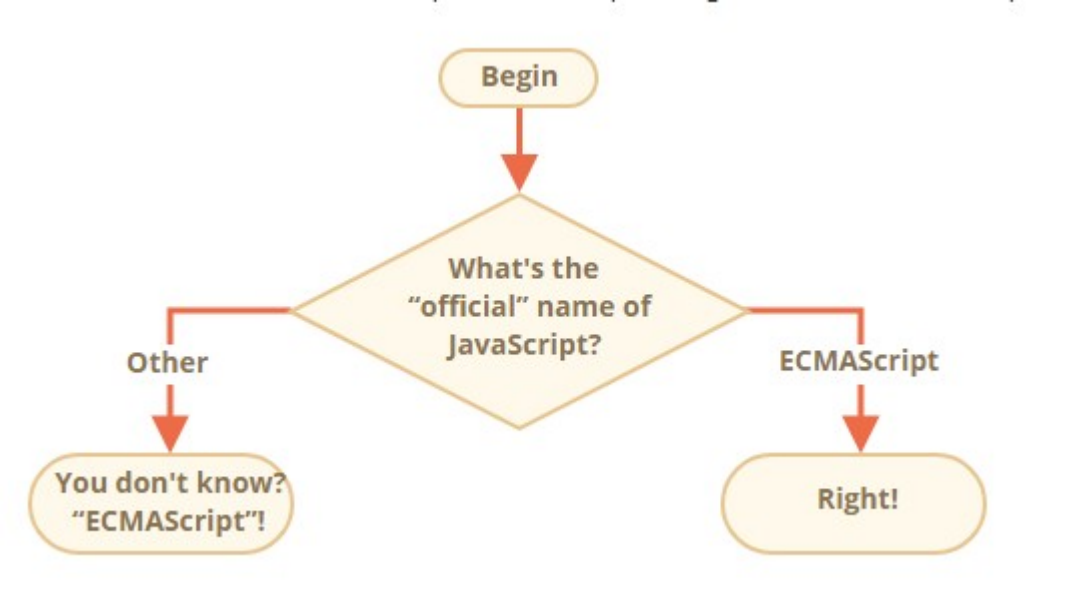 Begin
What's the
“official” name of
JavaScript?
Other
ECMAScript
You don't know?
“ECMAScript”!
Right!